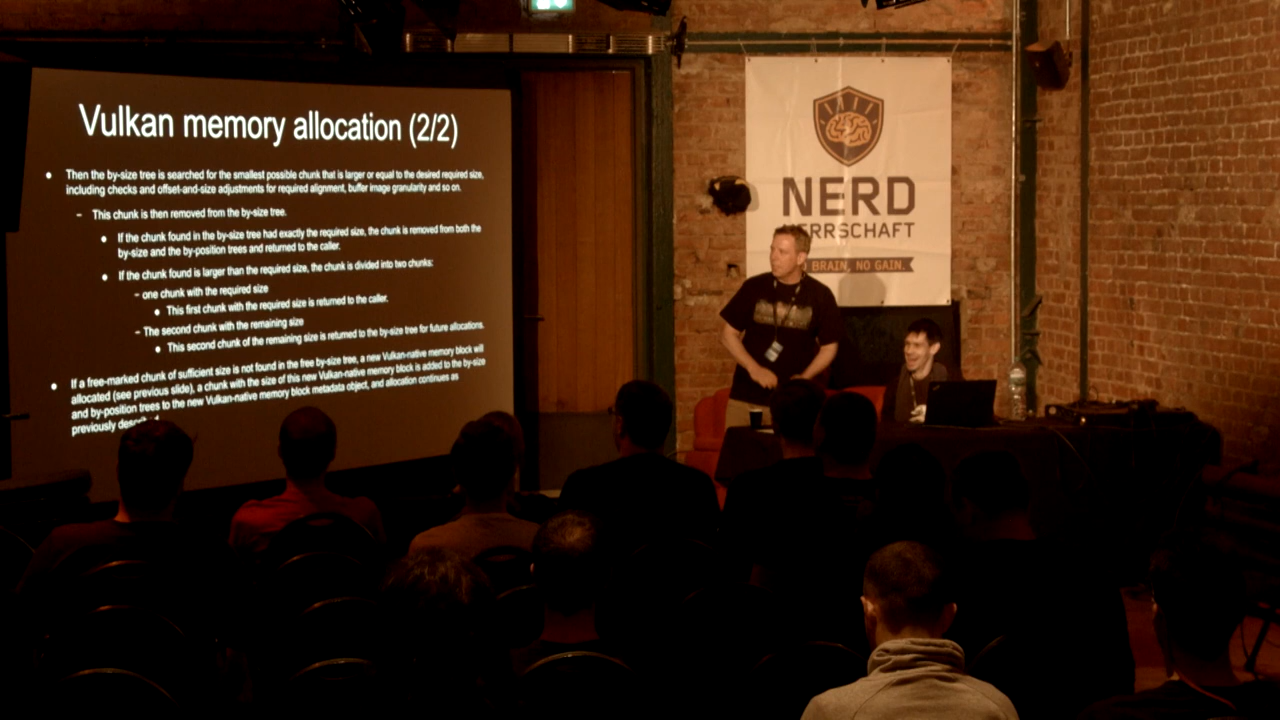 Vulkan memory allocation (2/2)
● Then the by-size tree is searched for the smallest possible chunk that is larger or equal to the desired required size,
including checks and offset-and-size adjustments for required alignment, buffer image granularity and so on.
– This chunk is then removed from the by-size tree.
● If the chunk found in the by-size tree had exactly the required size, the chunk is removed from both the
by-size and the by-position trees and returned to the caller.
● If the chunk found is larger than the required size, the chunk is divided into two chunks:
– one chunk with the required size
● This first chunk with the required size is returned to the caller.
– The second chunk with the remaining size
● This second chunk of the remaining size is returned to the by-size tree for future allocations.
● If a free-marked chunk of sufficient size is not found in the free by-size tree, a new Vulkan-native memory block will
allocated (see previous slide), a chunk with the size of this new Vulkan-native memory block is added to the by-size
and by-position trees to the new Vulkan-native memory block metadata object, and allocation continues as
previously
NERD
BRAIN, NO GAIN.